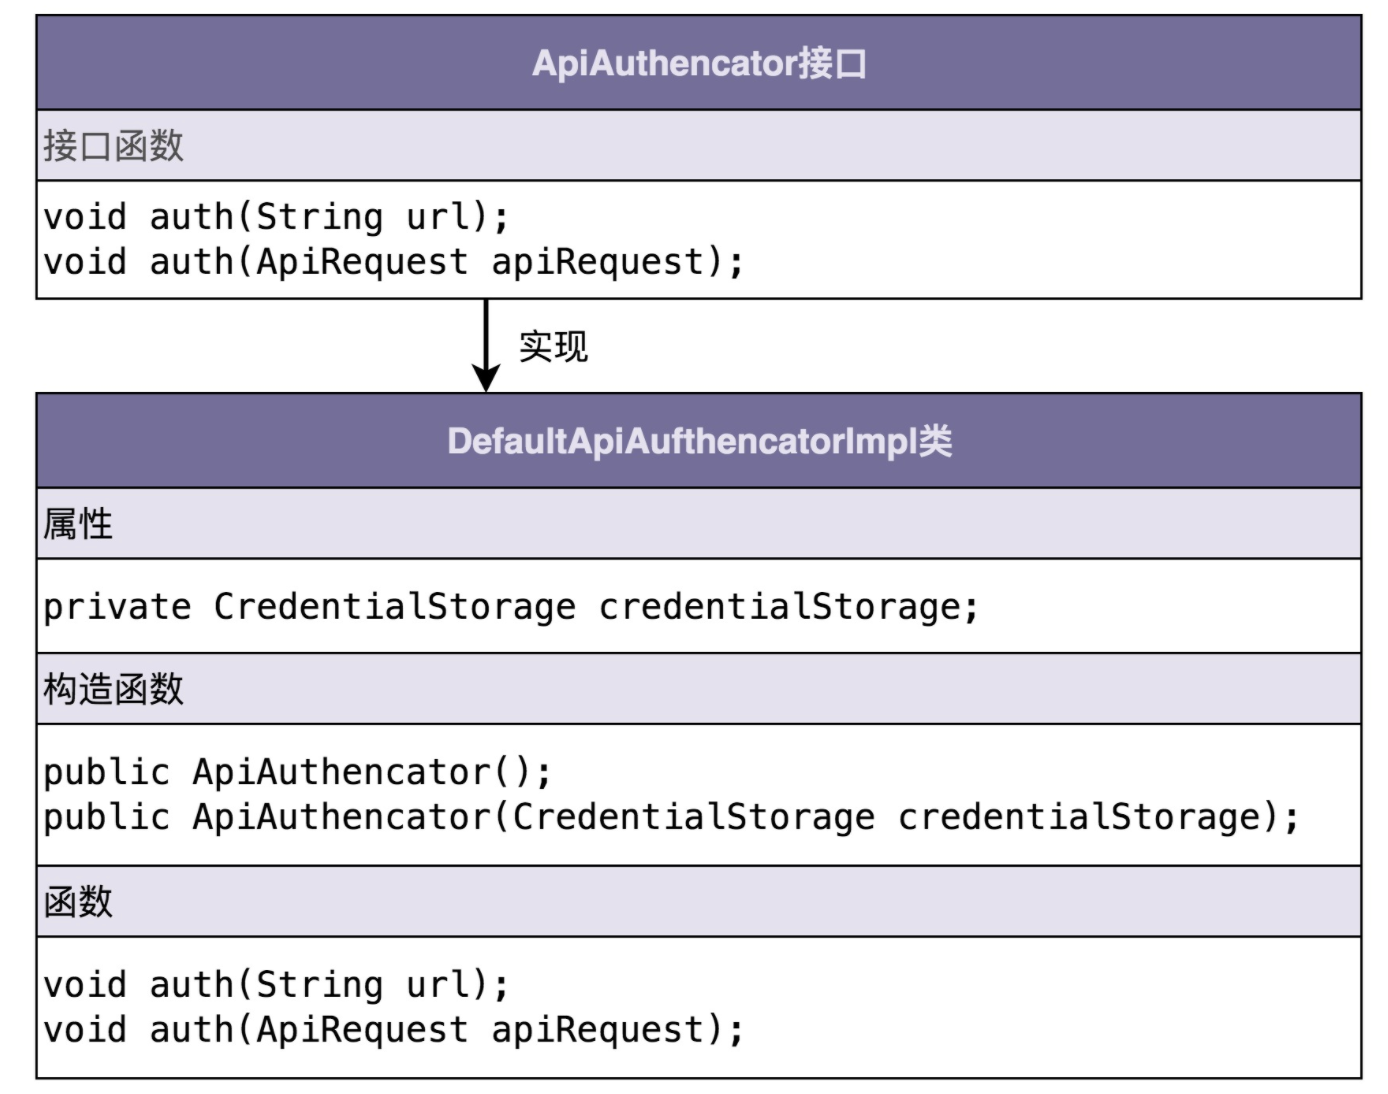 ApiAuthencator接口
接口函数
void auth(String url);
void auth(ApiRequest apiRequest);
实现
DefaultApiAufthencatorImpl类
属性
private CredentialStorage credentialStorage;
构造函数
public ApiAuthencator();
public ApiAuthencator(CredentialStorage credentialStorage);
函数
void auth(String url);
void auth(ApiRequest apiRequest);